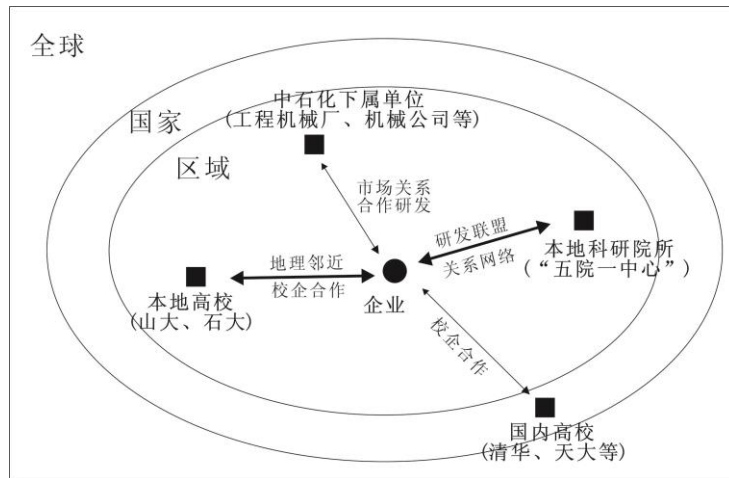 全球
国家
区域
中石化下属单位
(工程机械厂、机械公司等)
市场关系
合作研发
研发联盟
关系网络
本地科研院所
(“五院一中心”)
地理邻近
校企合作
本地高校
(山大、石大)
企业
校企合作
国内高校
(清华、天大等)